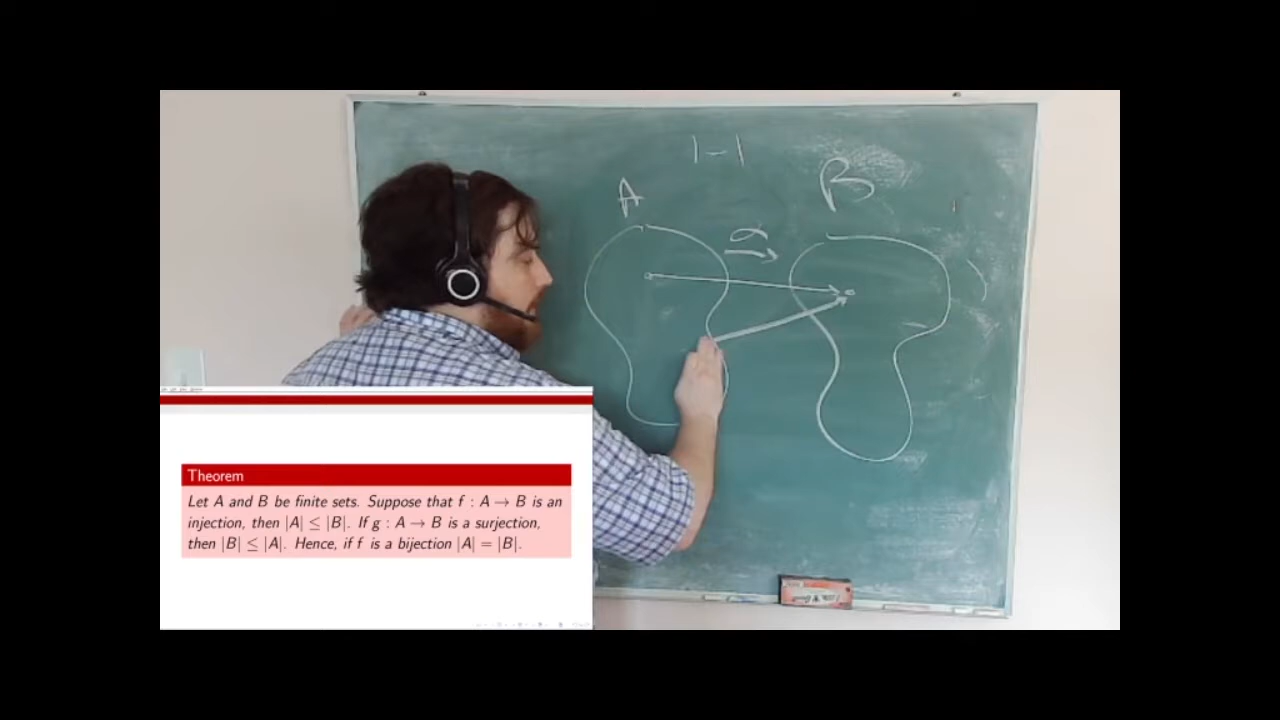 1-1
A
B
α
Theorem
Let A and B be finite sets. Suppose that f : A → B is an
injection, then |A| ≤ |B|. If g : A → B is a surjection,
then |B| ≤ |A|. Hence, if f is a bijection |A| = |B|.